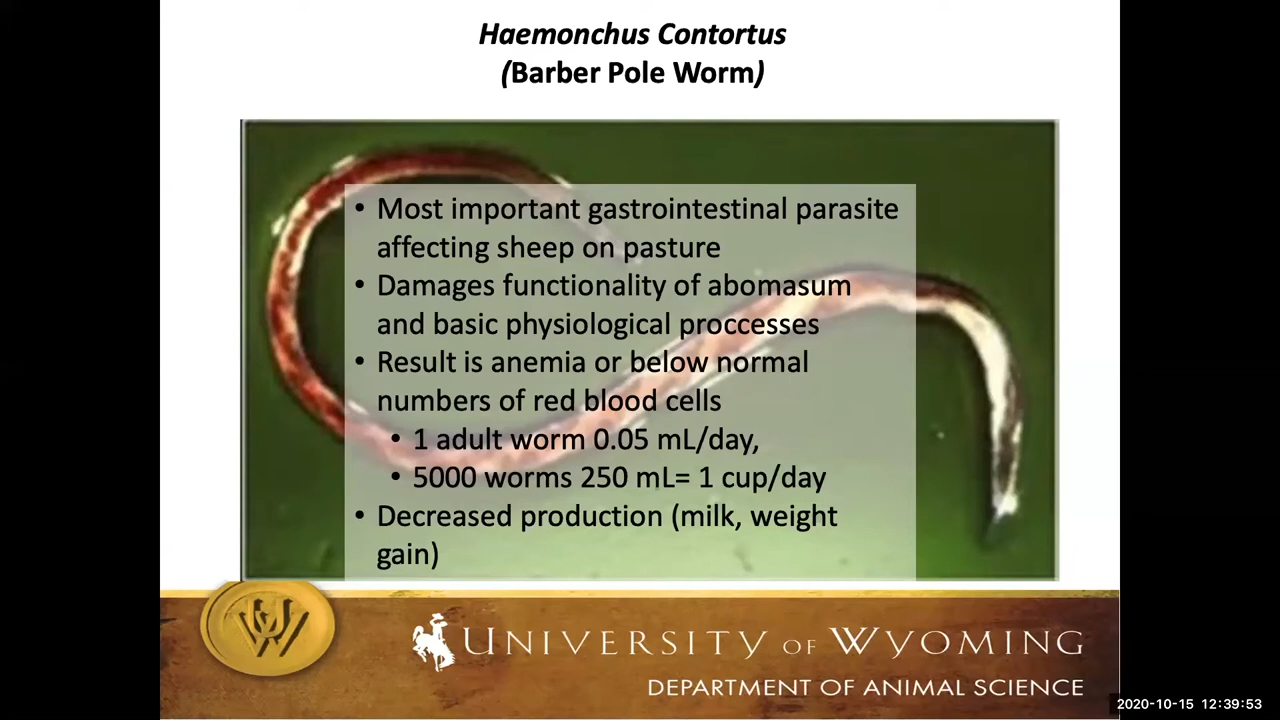 Haemonchus Contortus
(Barber Pole Worm)
• Most important gastrointestinal parasite
affecting sheep on pasture
• Damages functionality of abomasum
and basic physiological proccesses
• Result is anemia or below normal
numbers of red blood cells
• 1 adult worm 0.05 mL/day,
• 5000 worms 250 mL= 1 cup/day
• Decreased production (milk, weight
gain)
UW
UNIVERSITY OF WYOMING
DEPARTMENT OF ANIMAL SCIENCE
2020-10-15 12:39:53